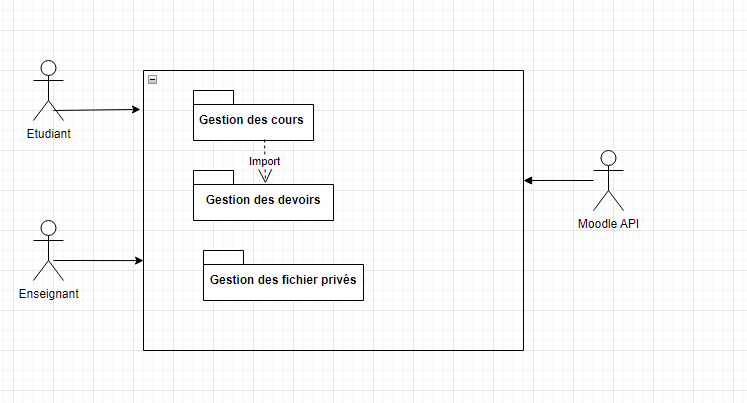 Gestion des cours
Import
Gestion des devoirs
Gestion des fichier privés
Etudiant
Enseignant
Moodle API